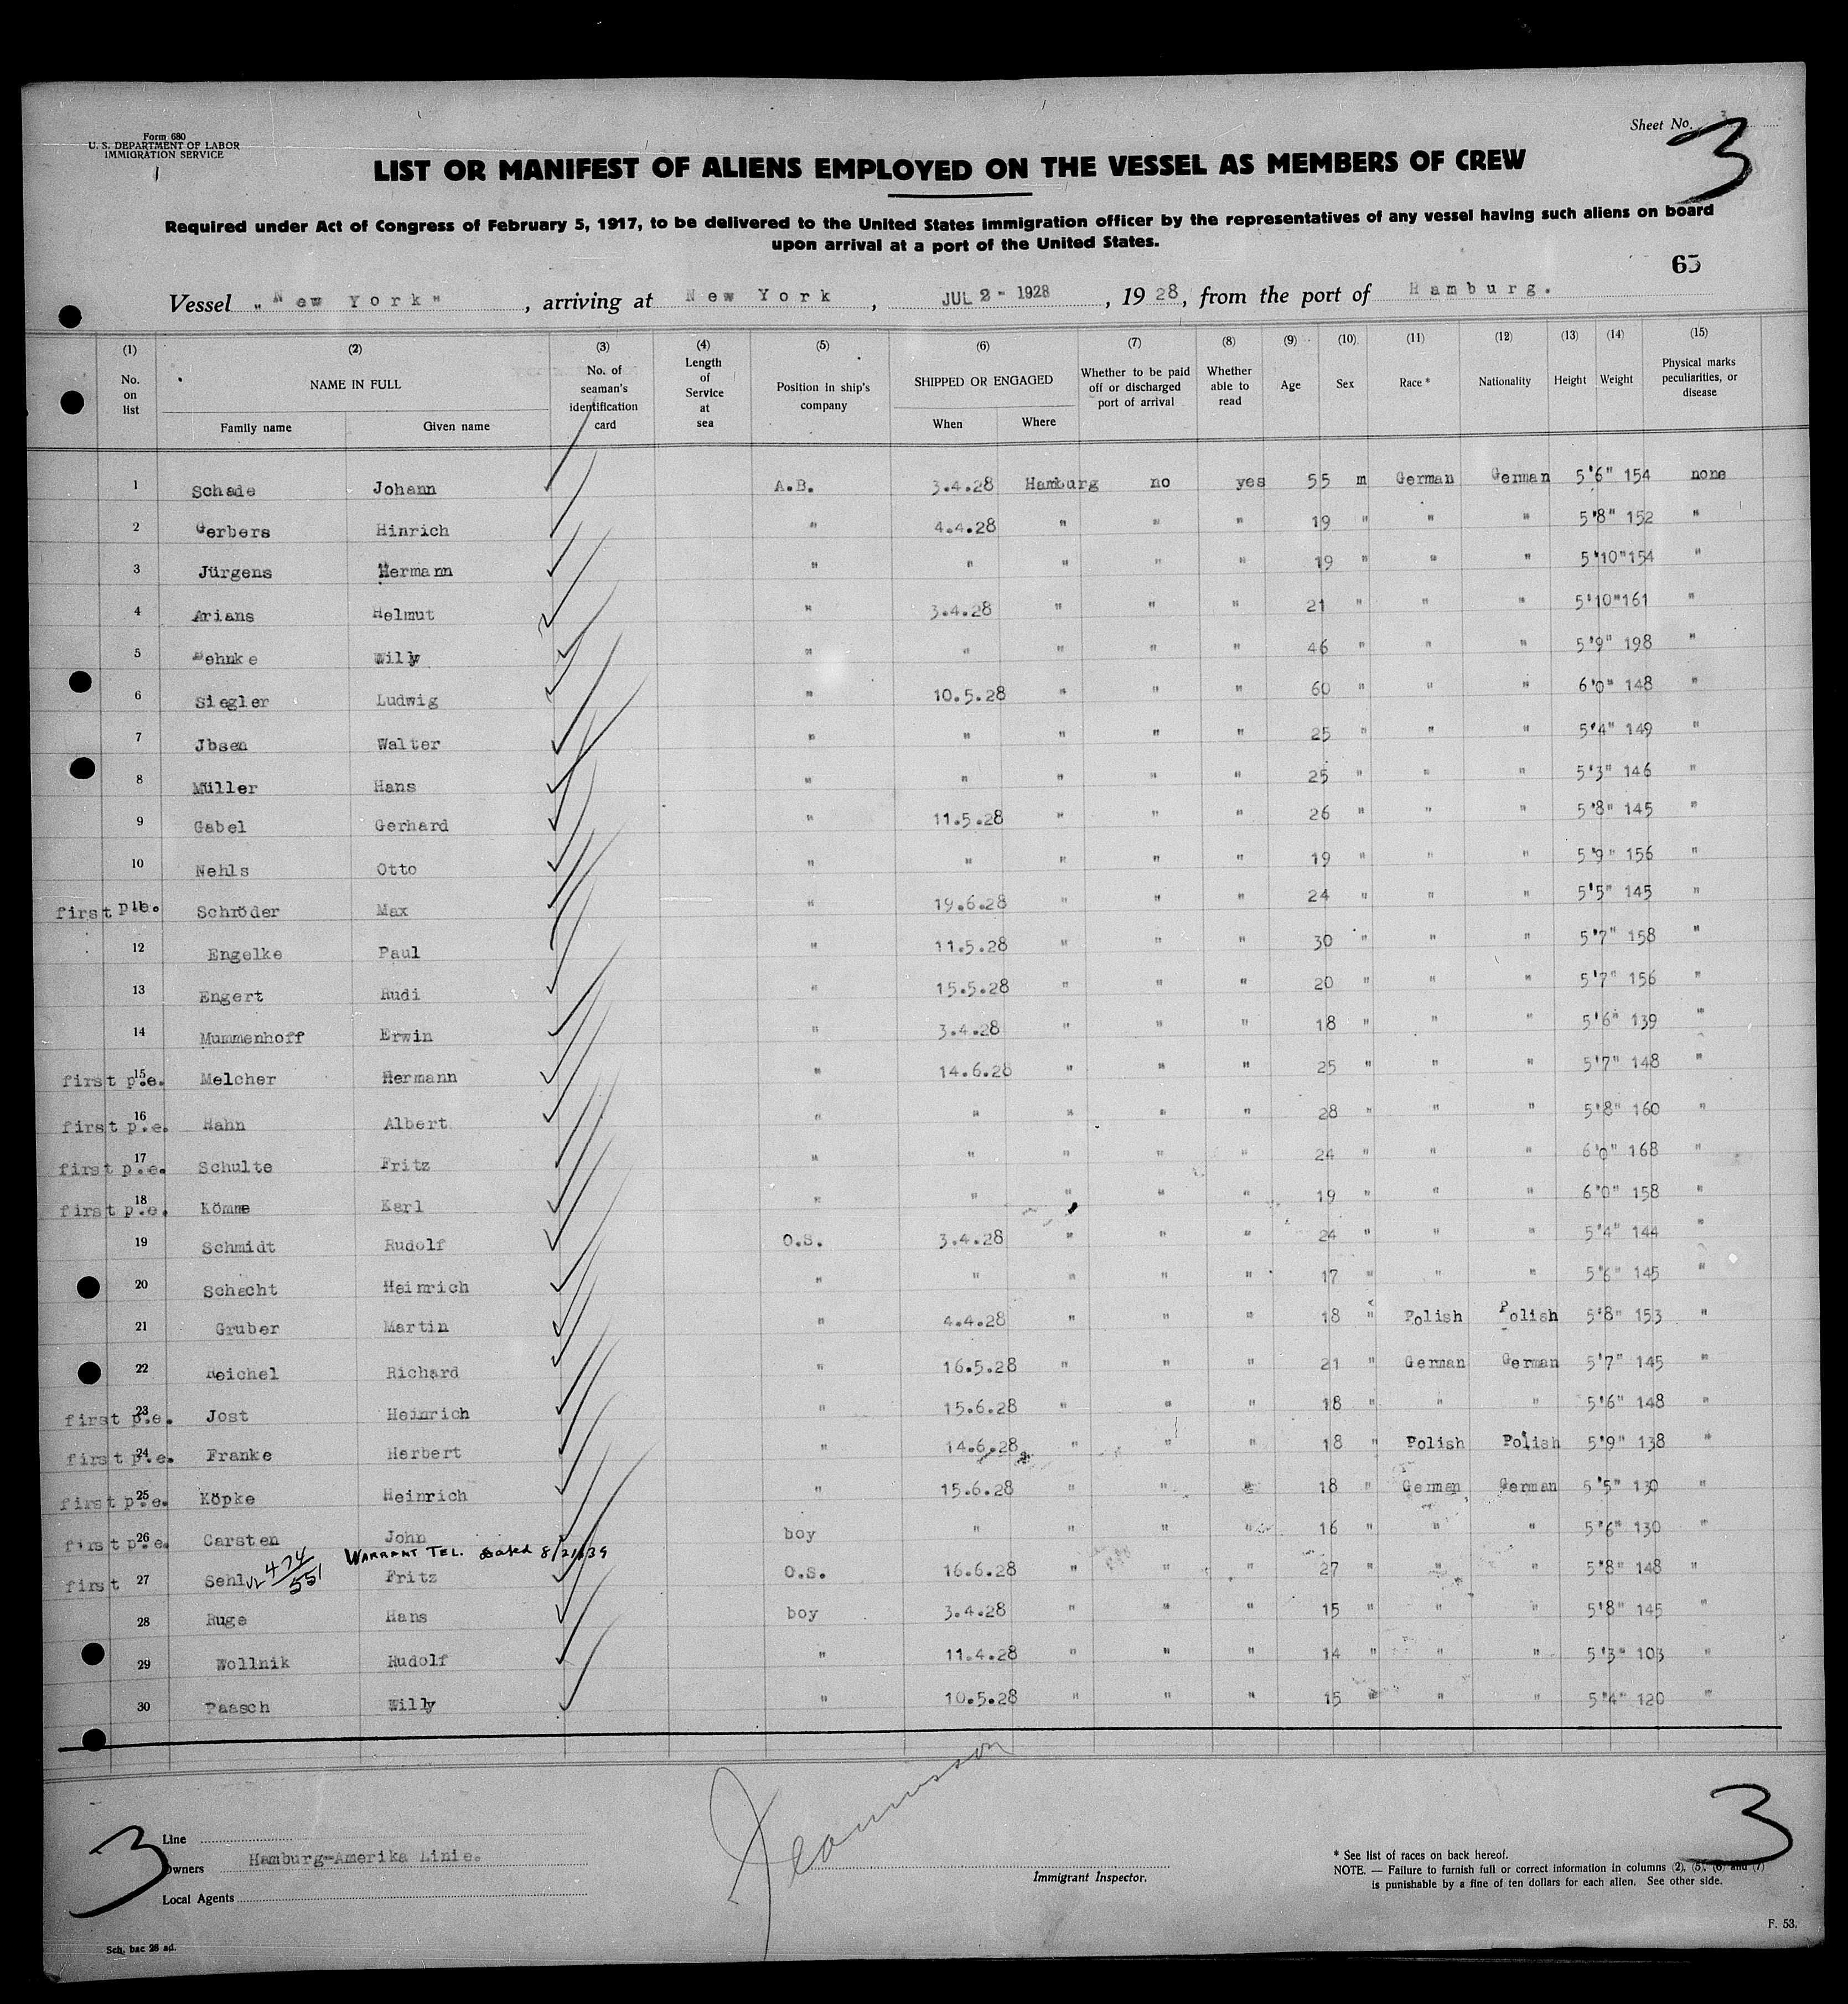 Form 680
U. S. DEPARTMENT OF LABOR
IMMIGRATION SERVICE
Sheet No. 3
LIST OR MANIFEST OF ALIENS EMPLOYED ON THE VESSEL AS MEMBERS OF CREW
Required under Act of Congress of February 5, 1917, to be delivered to the United States immigration officer by the representatives of any vessel having such aliens on board
upon arrival at a port of the United States.
63
Vessel "New York", arriving at New York, JUL 2 - 1928, 1928, from the port of Hamburg.
(1) (2) (3) (4) (5) (6) (7) (8) (9) (10) (11) (12) (13) (14) (15)
No. on list NAME IN FULL Family name Given name No. of seaman's identification card Length of Service at sea Position in ship's company SHIPPED OR ENGAGED When Where Whether to be paid off or discharged port of arrival Whether able to read Age Sex Race * Nationality Height Weight Physical marks peculiarities, or disease
1 Schade Johann A.B. 3.4.28 Hamburg no yes 55 m German German 5'6" 154 none
2 Gerbers Hinrich " 4.4.28 " " " 19 " " " 5'8" 152 "
3 Jürgens Hermann " " " " " 19 " " " 5'10" 154 "
4 Arians Helmut " 3.4.28 " " " 21 " " " 5'10" 161 "
5 Willy " " " " " 46 " " " 5'9" 198 "
6 Siegler Ludwig " 10.5.28 " " " 60 " " " 6'0" 148 "
7 Jbsen Walter " " " " " 25 " " " 5'4" 149 "
8 Müller Hans " " " " " 25 " " " 5'3" 146 "
9 Gabel Gerhard " 11.5.28 " " " 26 " " " 5'8" 145 "
10 Nehls Otto " " " " " 19 " " " 5'9" 156 "
first p.e. 11 Schröder Max " 19.6.28 " " " 24 " " " 5'5" 145 "
12 Engelke Paul " 11.5.28 " " " 30 " " " 5'7" 158 "
13 Engert Rudi " 15.5.28 " " " 20 " " " 5'7" 156 "
14 Mummenhoff Erwin " 3.4.28 " " " 18 " " " 5'6" 139 "
first p.e. 15 Melcher Hermann " 14.6.28 " " " 25 " " " 5'7" 148 "
first p.e. 16 Hahn Albert " " " " " 28 " " " 5'8" 160 "
first p.e. 17 Schulte Fritz " " " " " 24 " " " 6'0" 168 "
first p.e. 18 Kömme Karl " " " " " 19 " " " 6'0" 158 "
19 Schmidt Rudolf O.S. 3.4.28 " " " 24 " " " 5'4" 144 "
20 Schacht Heinrich " " " " " 17 " " " 5'6" 145 "
21 Gruber Martin " 4.4.28 " " " 18 " Polish Polish 5'8" 153 "
22 Reichel Richard " 16.5.28 " " " 21 " German German 5'7" 145 "
first p.e. 23 Jost Heinrich " 15.6.28 " " " 18 " " " 5'6" 148 "
first p.e. 24 Franke Herbert " 14.6.28 " " " 18 " Polish Polish 5'9" 138 "
first p.e. 25 Köpke Heinrich " 15.6.28 " " " 18 " German German 5'5" 130 "
first p.e. 26 Carsten John boy " " " " 16 " " " 5'6" 130 "
474/551 WARRANT TEL. dated 8/21/39
first 27 Fritz O.S. 16.6.28 " " " 27 " " " 5'8" 148 "
28 Ruge Hans boy 3.4.28 " " " 15 " " " 5'8" 145 "
29 Wollnik Rudolf " 11.4.28 " " " 14 " " " 5'3" 103 "
30 Paasch Willy " 10.5.28 " " " 15 " " " 5'4" 120 "
3
3
Line
Owners Hamburg-Amerika Linie.
Local Agents
Immigrant Inspector.
* See list of races on back hereof.
NOTE. — Failure to furnish full or correct information in columns (2), (5), (6) and (7)
is punishable by a fine of ten dollars for each alien. See other side.
F. 53.
Sch. bac 28 ad.